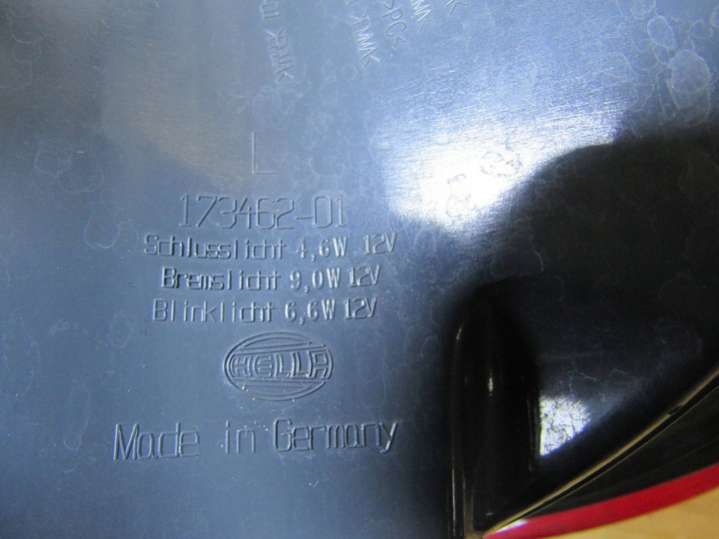 L
173462-01
Schlusslicht 4,6W 12V
Bremslicht 9,0W 12V
Blinklicht 6,6W 12V
HELLA
Made in Germany